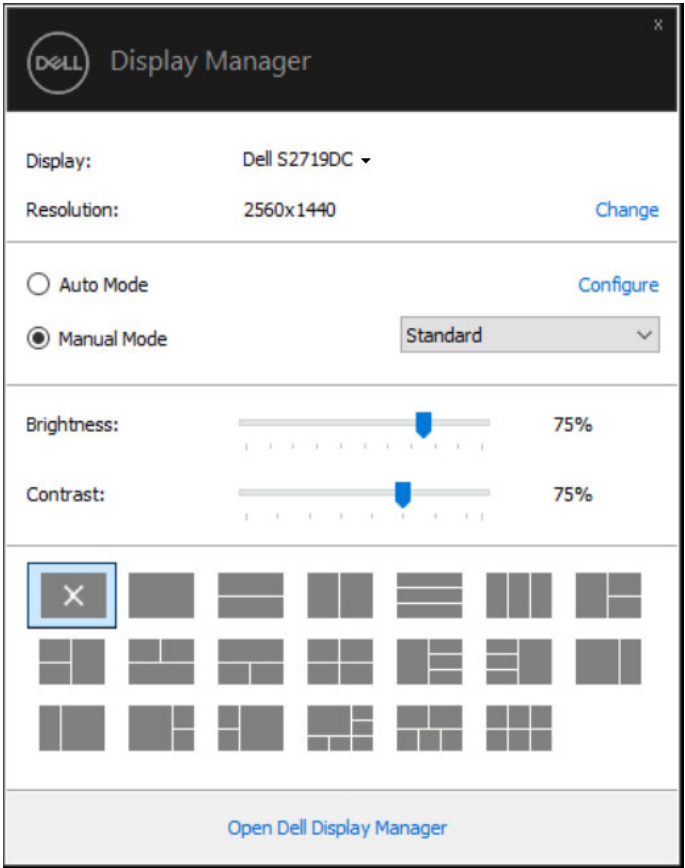 x
DELL Display Manager
Display: Dell S2719DC
Resolution: 2560x1440 Change
Auto Mode Configure
Manual Mode Standard
Brightness: 75%
Contrast: 75%
Open Dell Display Manager